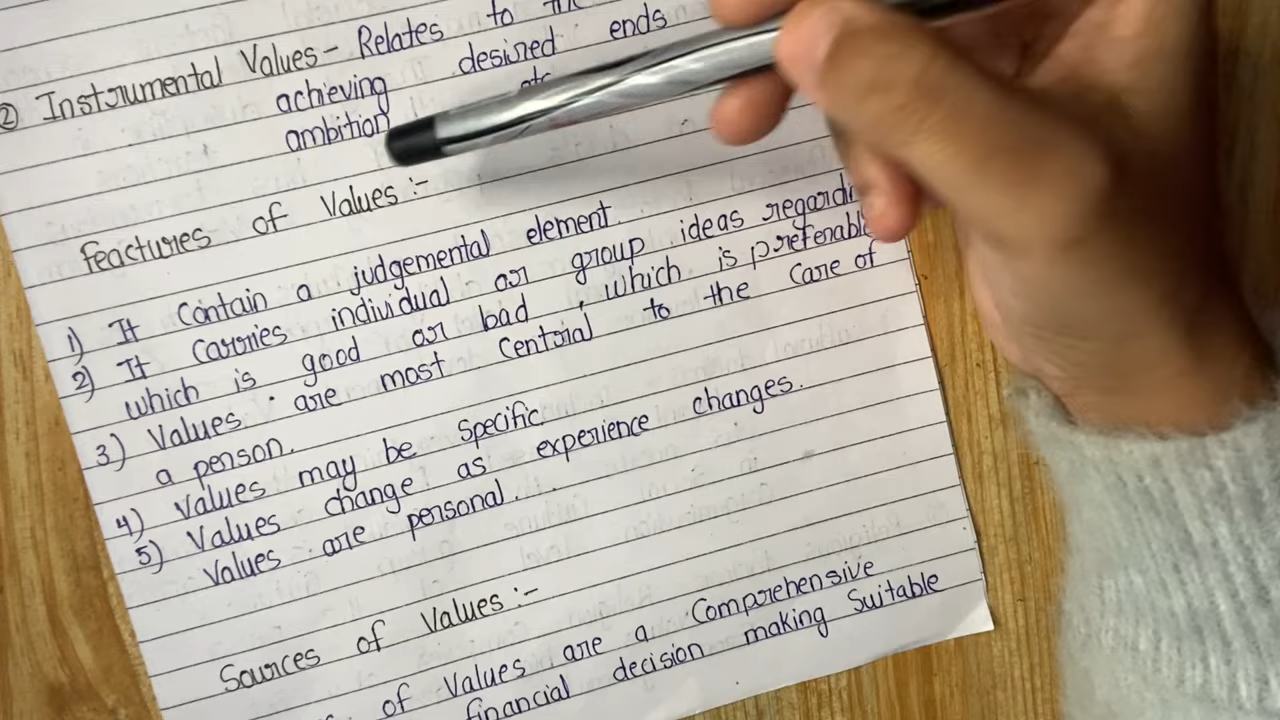 ② Instrumental Values - Relates to
achieving desired ends
ambition etc
Feactures of Values :-
1) It Contain a judgemental element.
2) It Carries individual or group ideas
which is good or bad, which is preferable
3) Values are most Central to the Care of
a person.
4) Values may be Specific.
5) Values change as experience changes.
Values are personal.
Sources of Values :-
of Values are a Comprehensive
financial decision making Suitable